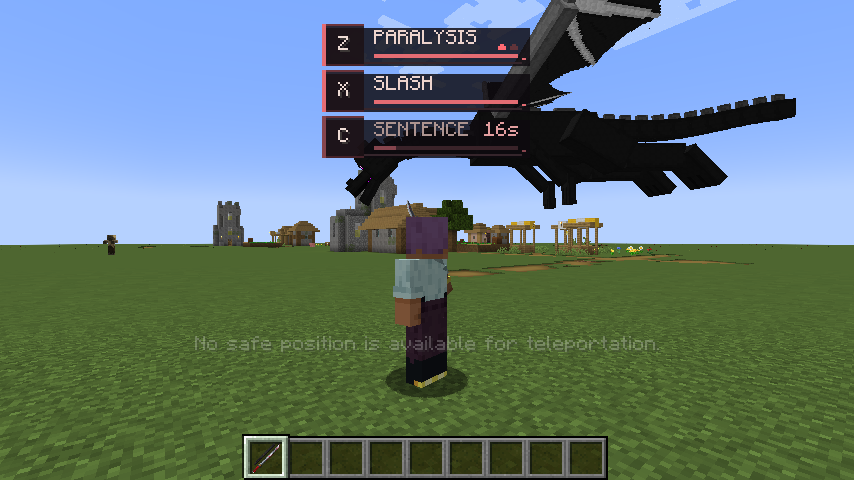 Z PARALYSIS
X SLASH
C SENTENCE 16s
No safe position is available for teleportation.